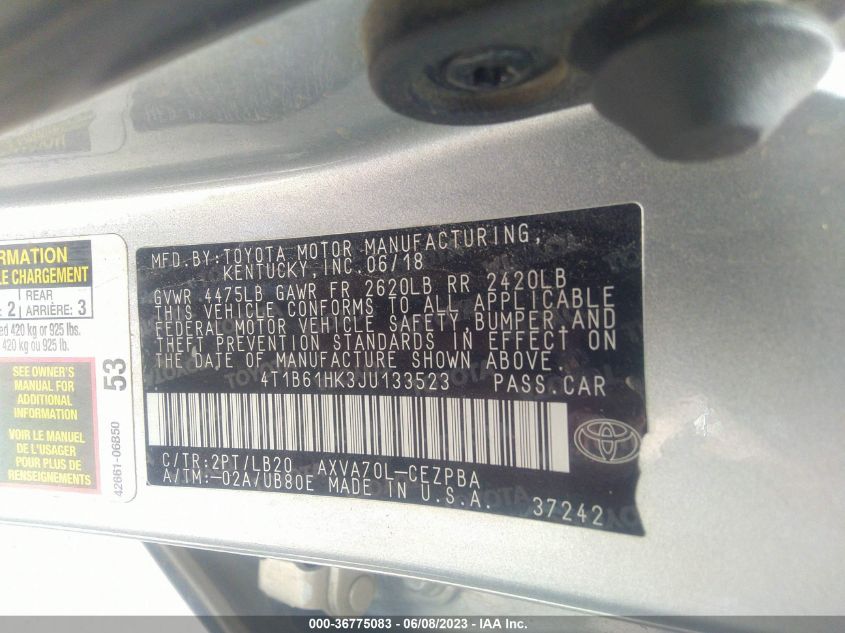 RMATION
LE CHARGEMENT
REAR
2 | ARRIÈRE: 3
ed 420 kg or 925 lbs.
420 kg ou 925 lb.
SEE OWNER'S
MANUAL FOR
ADDITIONAL
INFORMATION
VOIR LE MANUEL
DE L'USAGER
POUR PLUS DE
RENSEIGNEMENTS
53
42661-06B50
MFD.BY:TOYOTA MOTOR MANUFACTURING,
KENTUCKY,INC.06/18
GVWR 4475LB GAWR FR 2620LB RR 2420LB
THIS VEHICLE CONFORMS TO ALL APPLICABLE
FEDERAL MOTOR VEHICLE SAFETY,BUMPER,AND
THEFT PREVENTION STANDARDS IN EFFECT ON
THE DATE OF MANUFACTURE SHOWN ABOVE.
4T1B61HK3JU133523 PASS.CAR
C/TR:2PT/LB20 AXVA70L-CEZPBA
A/TM:-02A/UB80E MADE IN U.S.A.
37242
000-36775083 - 06/08/2023 - IAA Inc.